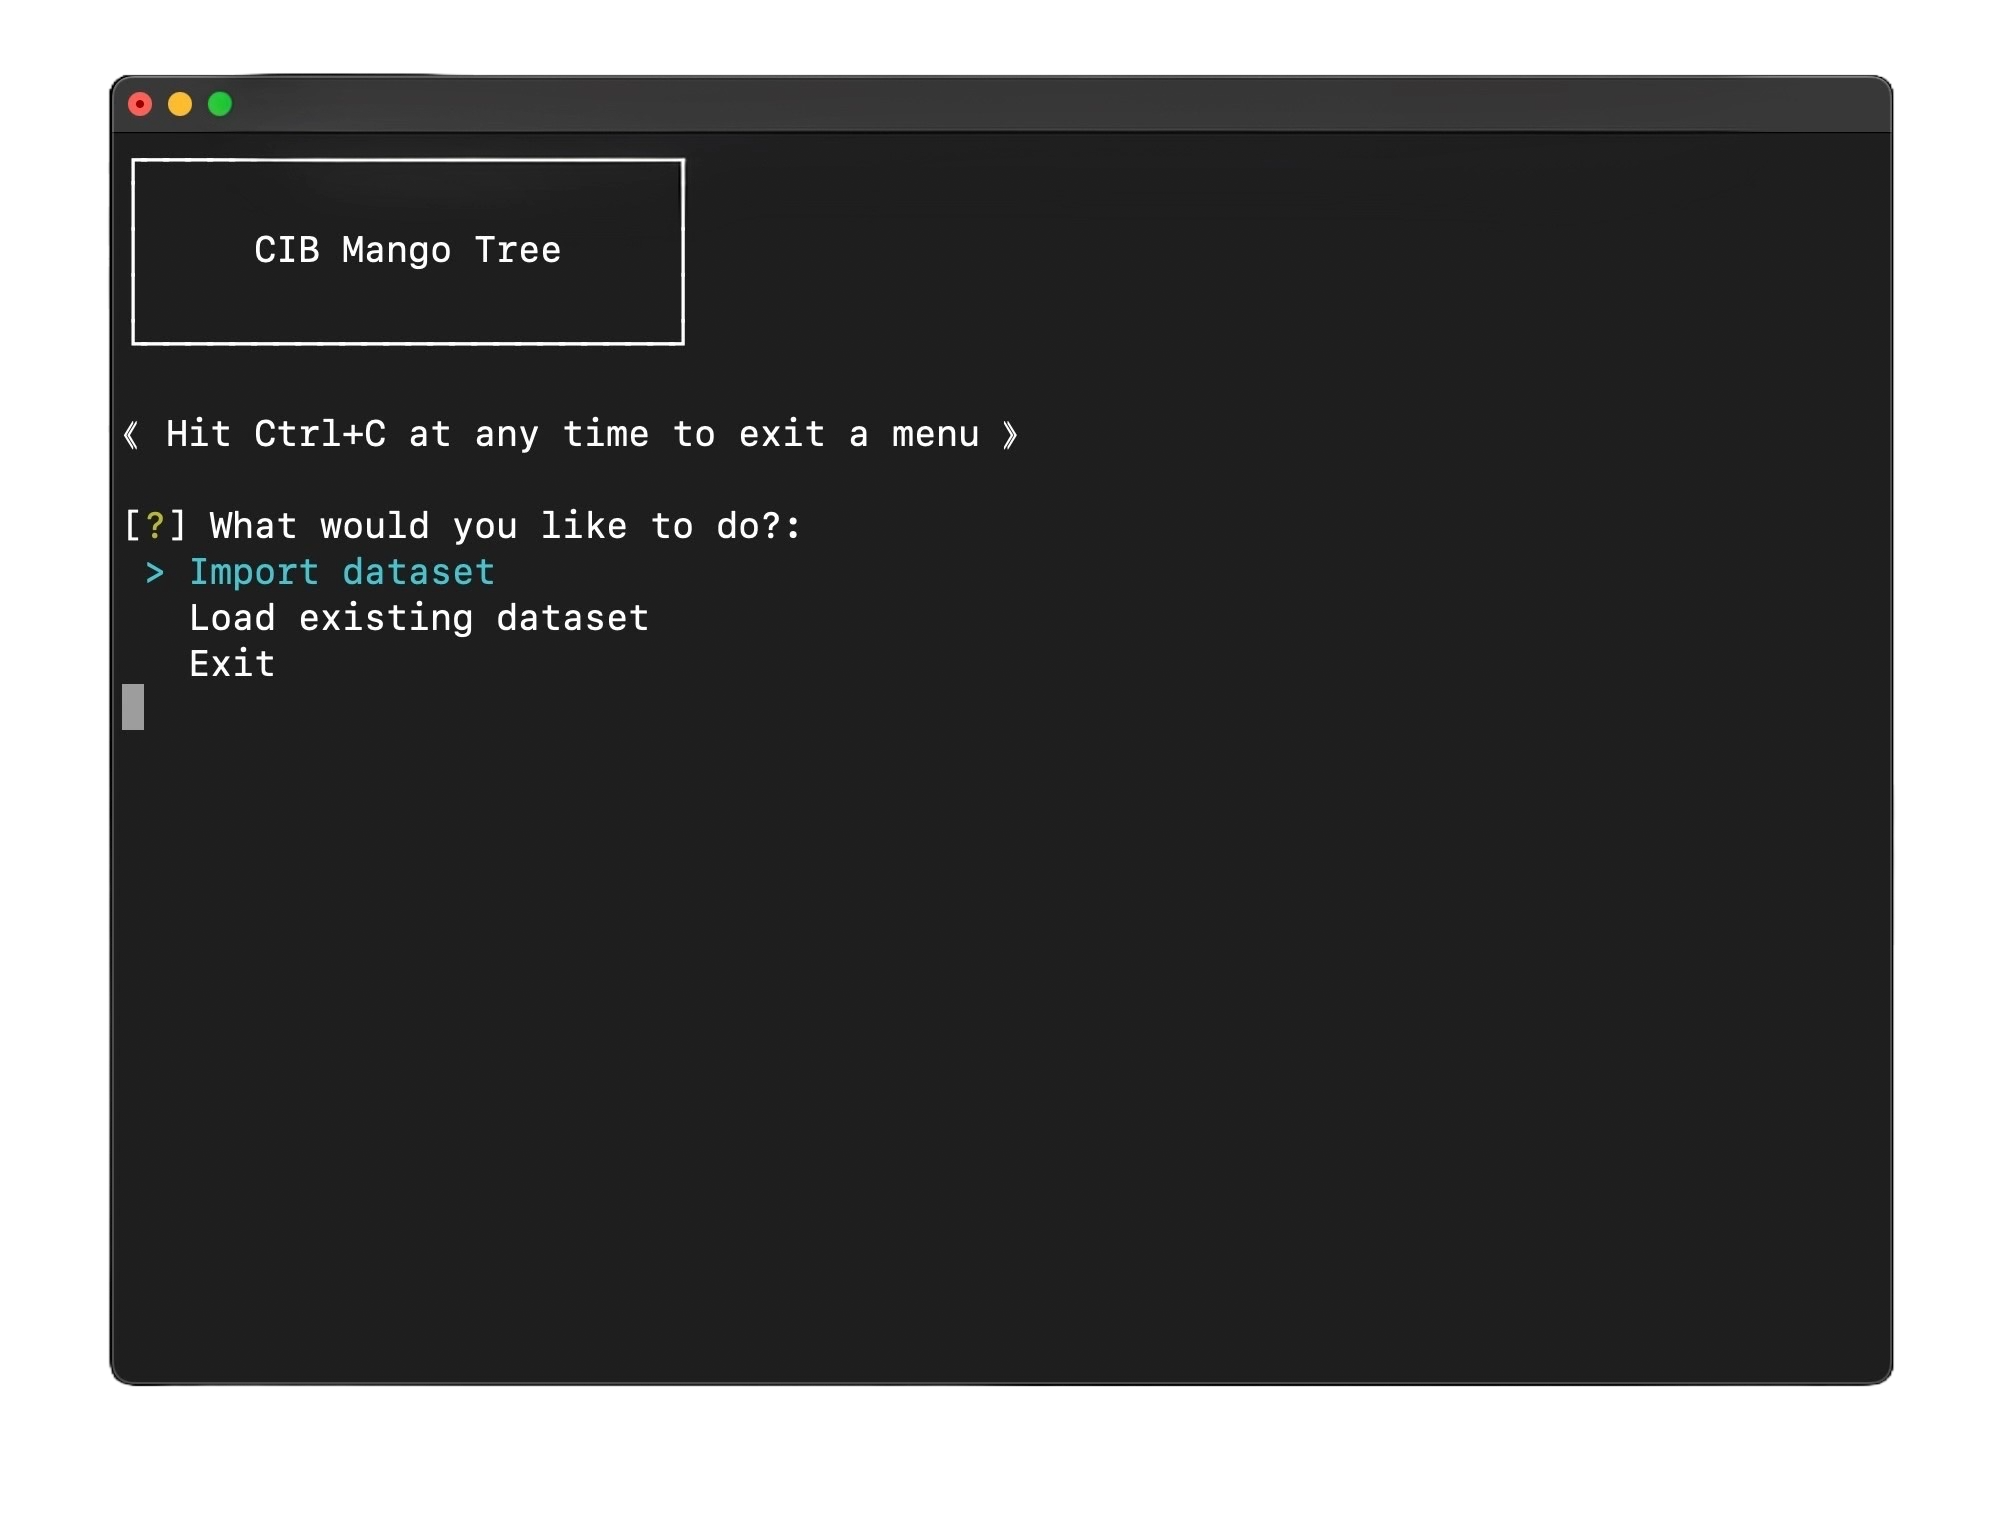 CIB Mango Tree
《 Hit Ctrl+C at any time to exit a menu 》
[?] What would you like to do?:
> Import dataset
Load existing dataset
Exit